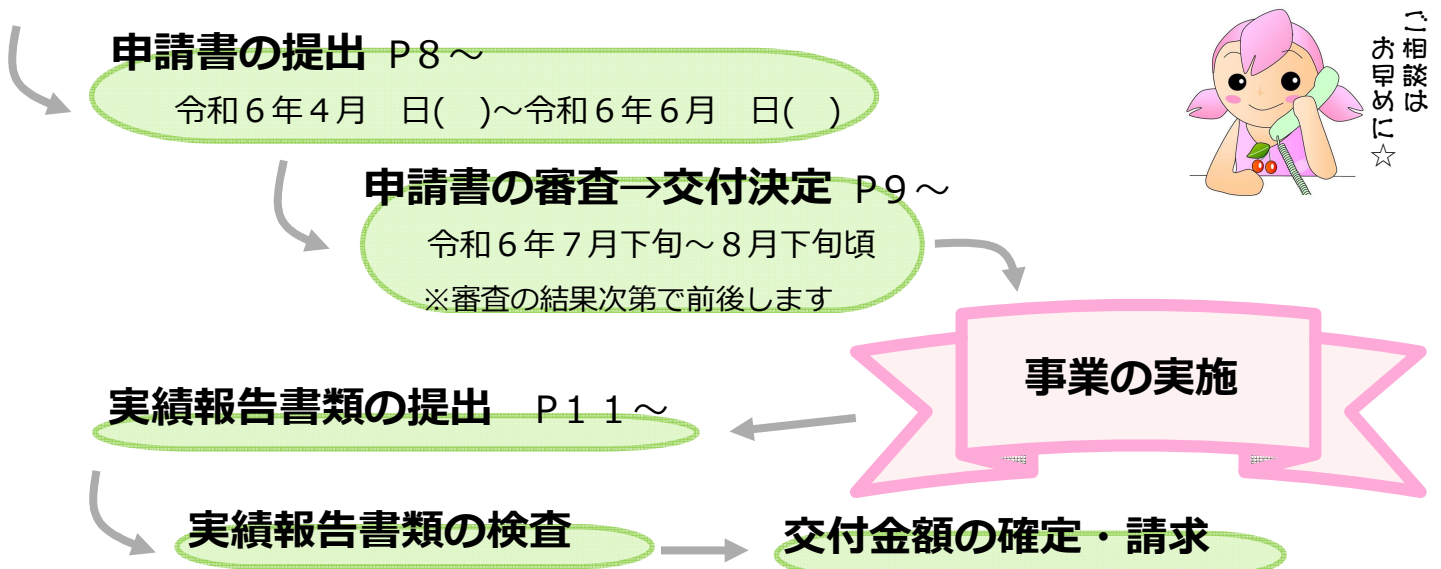 ご相談は
お早めに☆
申請書の提出 P８～
令和６年４月　日(　)～令和６年６月　日(　)
申請書の審査→交付決定 P９～
令和６年７月下旬～８月下旬頃
※審査の結果次第で前後します
事業の実施
実績報告書類の提出　P１１～
実績報告書類の検査
交付金額の確定・請求